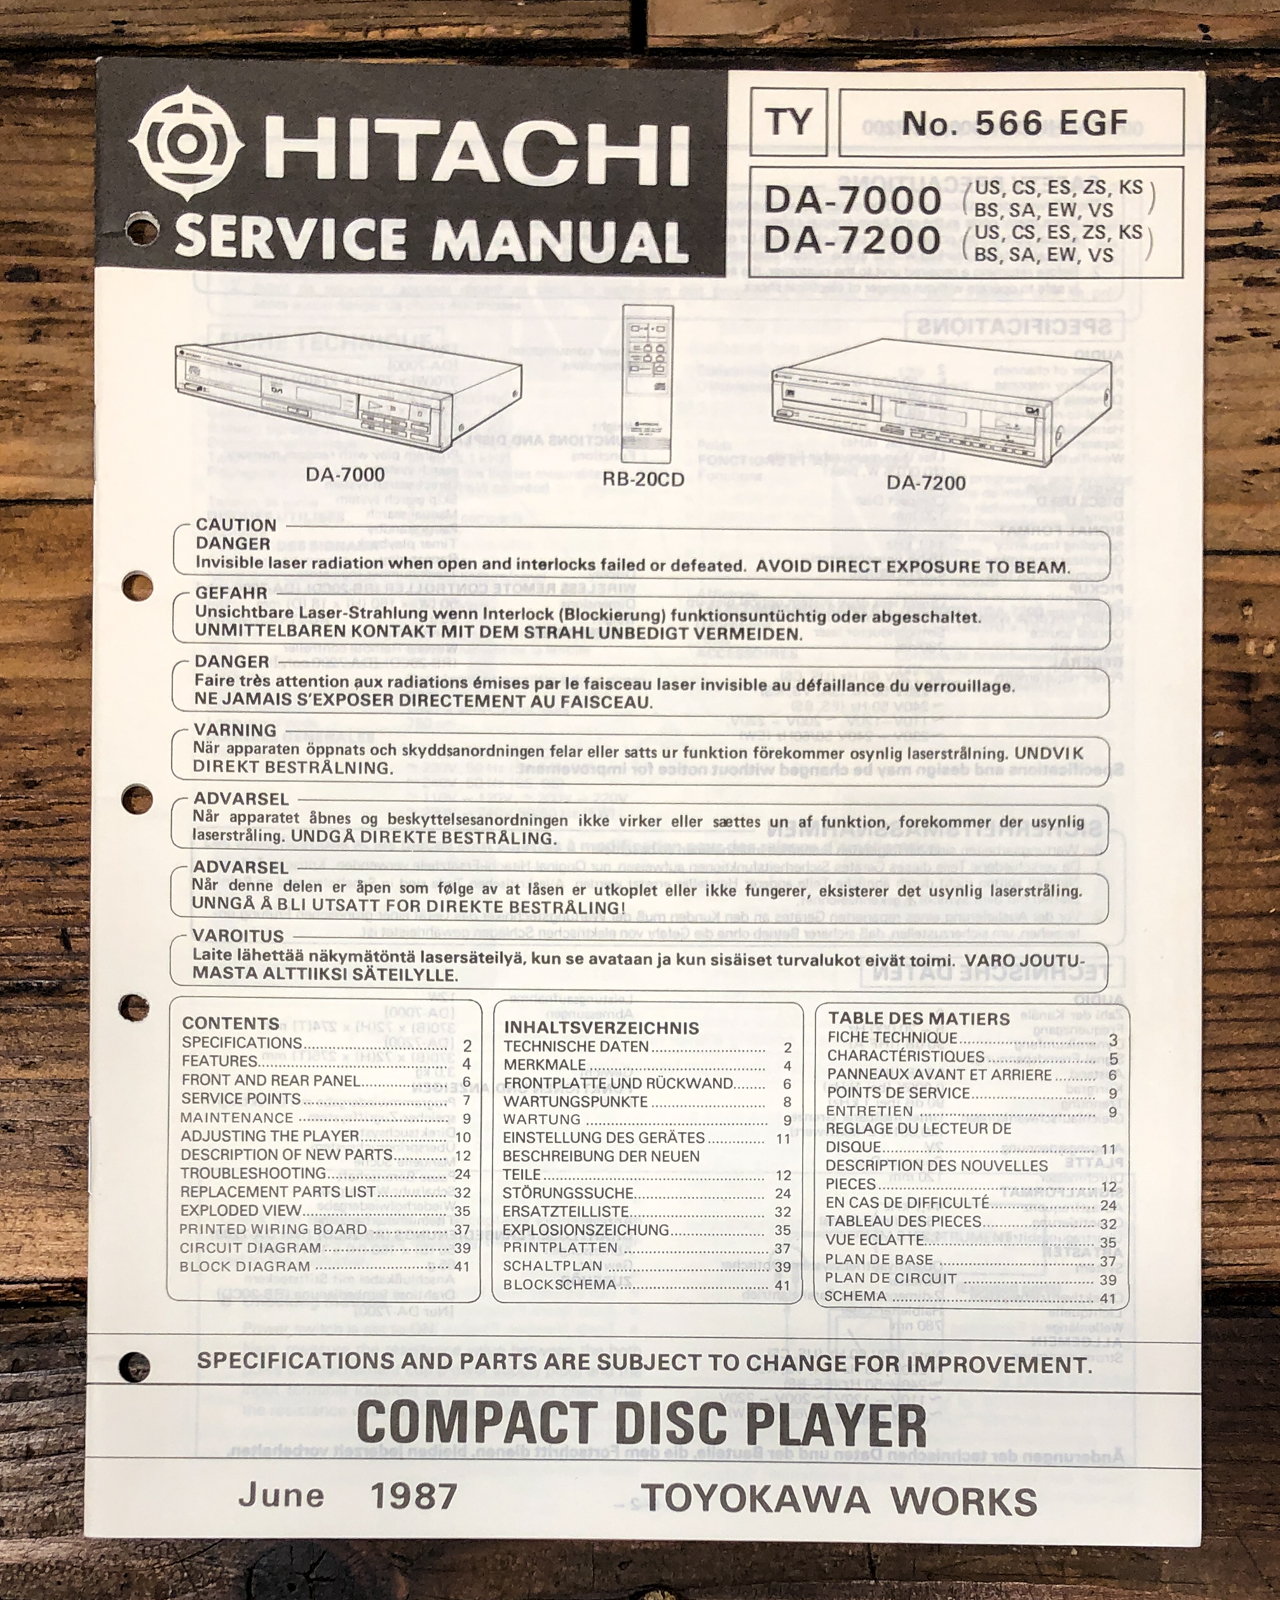 HITACHI
SERVICE MANUAL
TY
No. 566 EGF
DA-7000 (US, CS, ES, ZS, KS
BS, SA, EW, VS)
DA-7200 (US, CS, ES, ZS, KS
BS, SA, EW, VS)
DA-7000
RB-20CD
DA-7200
CAUTION
DANGER
Invisible laser radiation when open and interlocks failed or defeated. AVOID DIRECT EXPOSURE TO BEAM.
GEFAHR
Unsichtbare Laser-Strahlung wenn Interlock (Blockierung) funktionsuntüchtig oder abgeschaltet.
UNMITTELBAREN KONTAKT MIT DEM STRAHL UNBEDIGT VERMEIDEN.
DANGER
Faire très attention aux radiations émises par le faisceau laser invisible au défaillance du verrouillage.
NE JAMAIS S'EXPOSER DIRECTEMENT AU FAISCEAU.
VARNING
När apparaten öppnats och skyddsanordningen felar eller satts ur funktion förekommer osynlig laserstrålning. UNDVIK
DIREKT BESTRÅLNING.
ADVARSEL
Når apparatet åbnes og beskyttelsesanordningen ikke virker eller sættes un af funktion, forekommer der usynlig
laserstråling. UNDGÅ DIREKTE BESTRÅLING.
ADVARSEL
Når denne delen er åpen som følge av at låsen er utkoplet eller ikke fungerer, eksisterer det usynlig laserstråling.
UNNGÅ Å BLI UTSATT FOR DIREKTE BESTRÅLING!
VAROITUS
Laite lähettää näkymätöntä lasersäteilyä, kun se avataan ja kun sisäiset turvalukot eivät toimi. VARO JOUTU-
MASTA ALTTIIKSI SÄTEILYLLE.
CONTENTS
SPECIFICATIONS 2
FEATURES 4
FRONT AND REAR PANEL 6
SERVICE POINTS 7
MAINTENANCE 9
ADJUSTING THE PLAYER 10
DESCRIPTION OF NEW PARTS 12
TROUBLESHOOTING 24
REPLACEMENT PARTS LIST 32
EXPLODED VIEW 35
PRINTED WIRING BOARD 37
CIRCUIT DIAGRAM 39
BLOCK DIAGRAM 41
INHALTSVERZEICHNIS
TECHNISCHE DATEN 2
MERKMALE 4
FRONTPLATTE UND RÜCKWAND 6
WARTUNGSPUNKTE 8
WARTUNG 9
EINSTELLUNG DES GERÄTES 11
BESCHREIBUNG DER NEUEN
TEILE 12
STÖRUNGSSUCHE 24
ERSATZTEILLISTE 32
EXPLOSIONSZEICHUNG 35
PRINTPLATTEN 37
SCHALTPLAN 39
BLOCKSCHEMA 41
TABLE DES MATIERS
FICHE TECHNIQUE 3
CHARACTÉRISTIQUES 5
PANNEAUX AVANT ET ARRIERE 6
POINTS DE SERVICE 9
ENTRETIEN 9
REGLAGE DU LECTEUR DE
DISQUE 11
DESCRIPTION DES NOUVELLES
PIECES 12
EN CAS DE DIFFICULTÉ 24
TABLEAU DES PIECES 32
VUE ECLATTE 35
PLAN DE BASE 37
PLAN DE CIRCUIT 39
SCHEMA 41
SPECIFICATIONS AND PARTS ARE SUBJECT TO CHANGE FOR IMPROVEMENT.
COMPACT DISC PLAYER
June 1987 TOYOKAWA WORKS